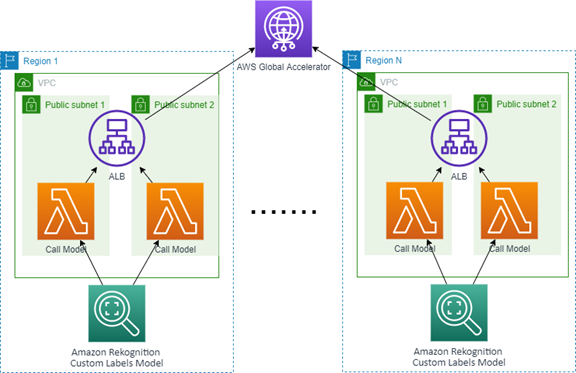 AWS Global Accelerator
Region 1
VPC
Public subnet 1
Public subnet 2
ALB
Call Model
Call Model
Amazon Rekognition
Custom Labels Model
.......
Region N
VPC
Public subnet 1
Public subnet 2
ALB
Call Model
Call Model
Amazon Rekognition
Custom Labels Model